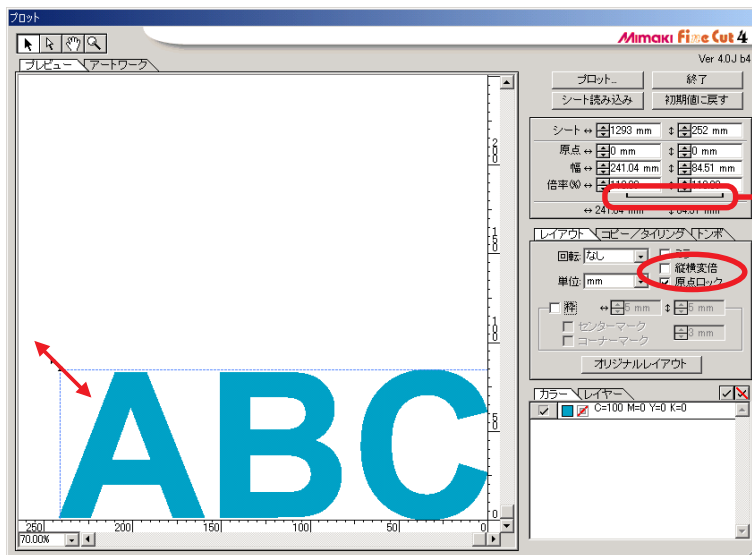 プロット
MIMAKI Fine Cut 4
Ver 4.0J b4
プレビュー アートワーク
プロット... 終了
シート読み込み 初期値に戻す
シート ↔ 1293 mm ↕ 252 mm
原点 ↔ 0 mm ↕ 0 mm
幅 ↔ 241.04 mm ↕ 84.51 mm
倍率(%) ↔
↔ 241.04 mm ↕ 84.51 mm
レイアウト コピー/タイリング トンボ
回転: なし
縦横変倍
単位: mm 原点ロック
枠 ↔ 5 mm ↕ 5 mm
センターマーク
コーナーマーク 3 mm
オリジナルレイアウト
カラー レイヤー
C=100 M=0 Y=0 K=0
200
150
100
50
0
ABC
250 200 150 100 50 0
70.00%